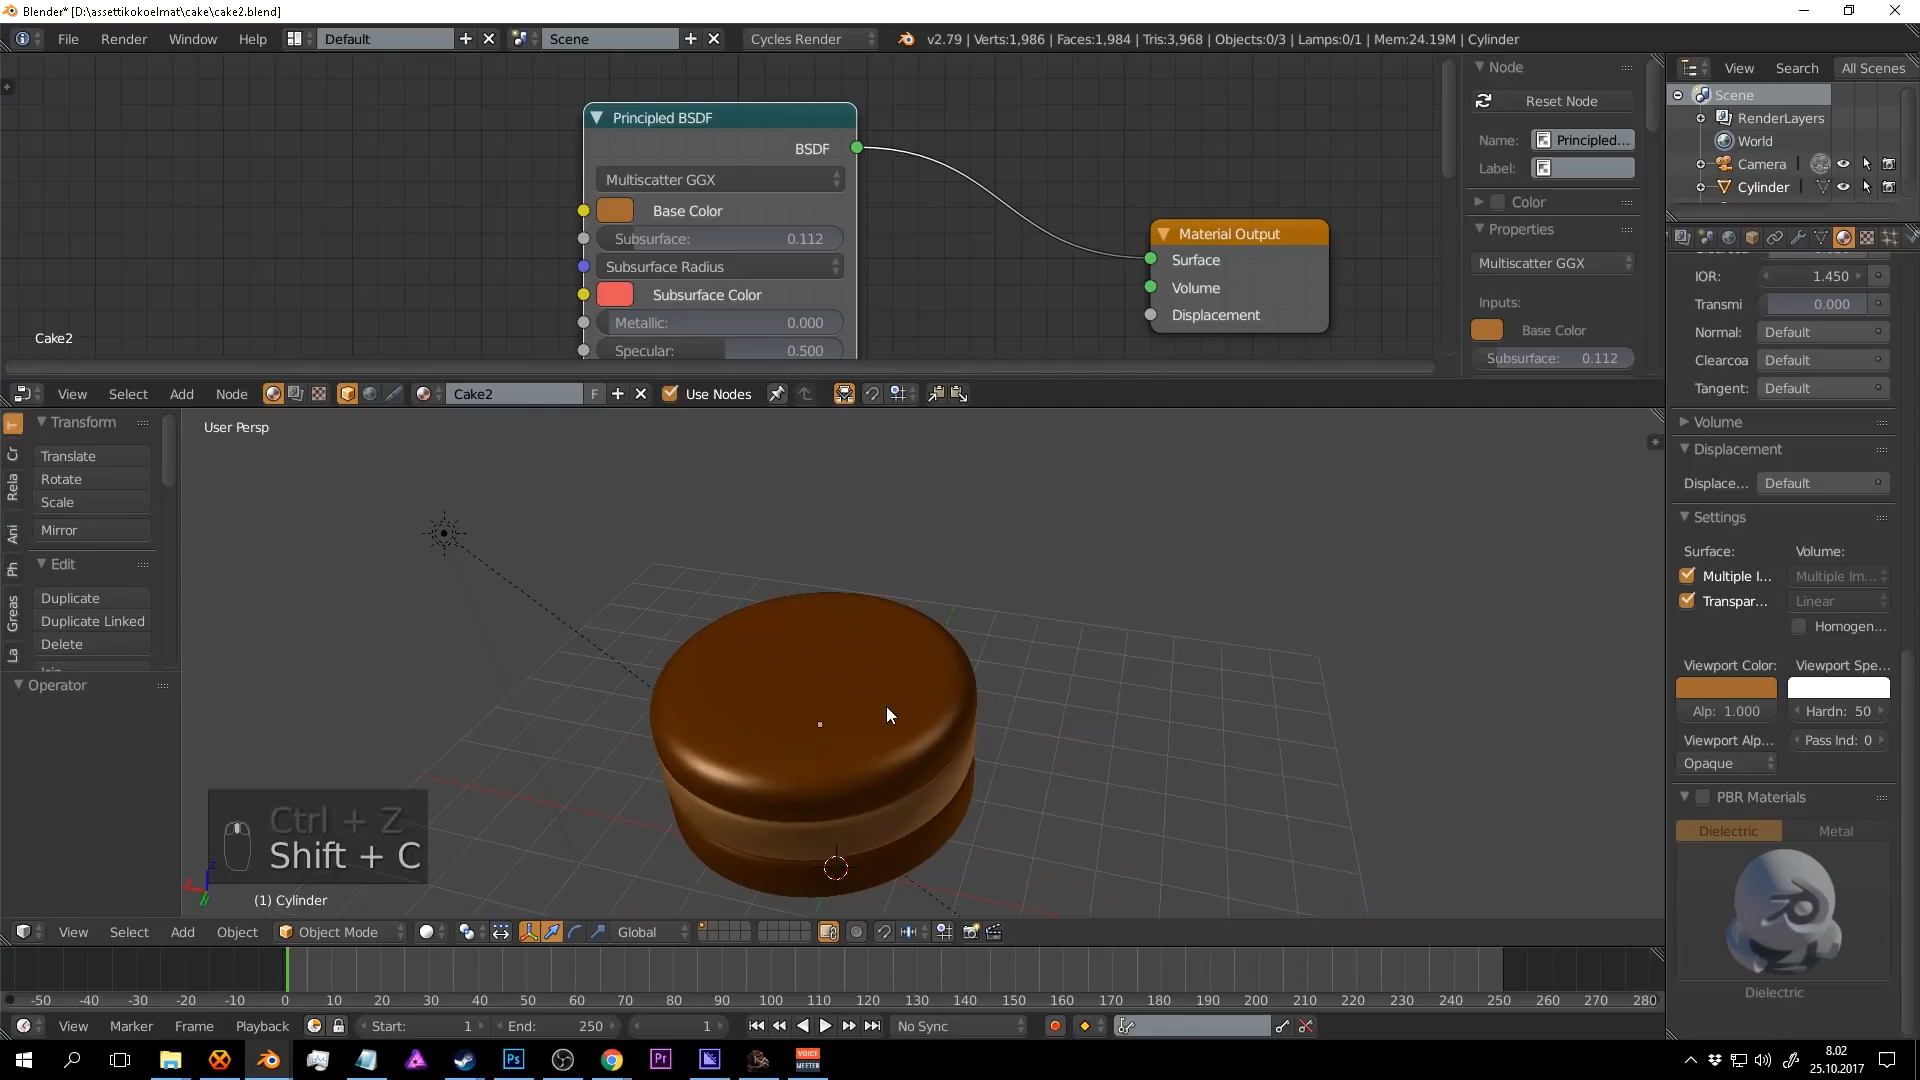 Blender* [D:\assettikokoelmat\cake\cake2.blend]
File Render Window Help Default Scene Cycles Render v2.79 | Verts:1,986 | Faces:1,984 | Tris:3,968 | Objects:0/3 | Lamps:0/1 | Mem:24.19M | Cylinder
Principled BSDF
BSDF
Multiscatter GGX
Base Color
Subsurface: 0.112
Subsurface Radius
Subsurface Color
Metallic: 0.000
Specular: 0.500
Material Output
Surface
Volume
Displacement
Cake2
Node
Reset Node
Name: Principled...
Label:
Color
Properties
Multiscatter GGX
Inputs:
Base Color
Subsurface: 0.112
View Search All Scenes
Scene
RenderLayers
World
Camera
Cylinder
IOR: 1.450
Transmi 0.000
Normal: Default
Clearcoa Default
Tangent: Default
Volume
Displacement
Displace... Default
Settings
Surface: Volume:
Multiple I... Multiple Im...
Transpar... Linear
Homogen...
Viewport Color: Viewport Spe...
Alp: 1.000 Hardn: 50
Viewport Alp... Pass Ind: 0
Opaque
PBR Materials
Dielectric Metal
Dielectric
View Select Add Node Cake2 F Use Nodes
T
Cr
Rela
Ani
Ph
Greas
La
Transform
Translate
Rotate
Scale
Mirror
Edit
Duplicate
Duplicate Linked
Delete
Operator
User Persp
Ctrl + Z
Shift + C
(1) Cylinder
View Select Add Object Object Mode Global
-50 -40 -30 -20 -10 0 10 20 30 40 50 60 70 80 90 100 110 120 130 140 150 160 170 180 190 200 210 220 230 240 250 260 270 280
View Marker Frame Playback Start: 1 End: 250 1 No Sync
Ps Pr VOICE MEETER
8.02
25.10.2017